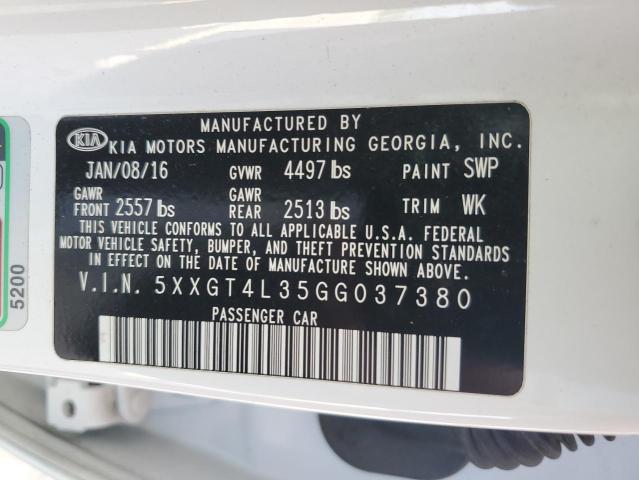 MANUFACTURED BY
KIA KIA MOTORS MANUFACTURING GEORGIA, INC.
JAN/08/16 GVWR 4497 lbs PAINT SWP
GAWR FRONT 2557 lbs GAWR REAR 2513 lbs TRIM WK
THIS VEHICLE CONFORMS TO ALL APPLICABLE U.S.A. FEDERAL
MOTOR VEHICLE SAFETY, BUMPER, AND THEFT PREVENTION STANDARDS
IN EFFECT ON THE DATE OF MANUFACTURE SHOWN ABOVE.
V.I.N. 5XXGT4L35GG037380
PASSENGER CAR
5200